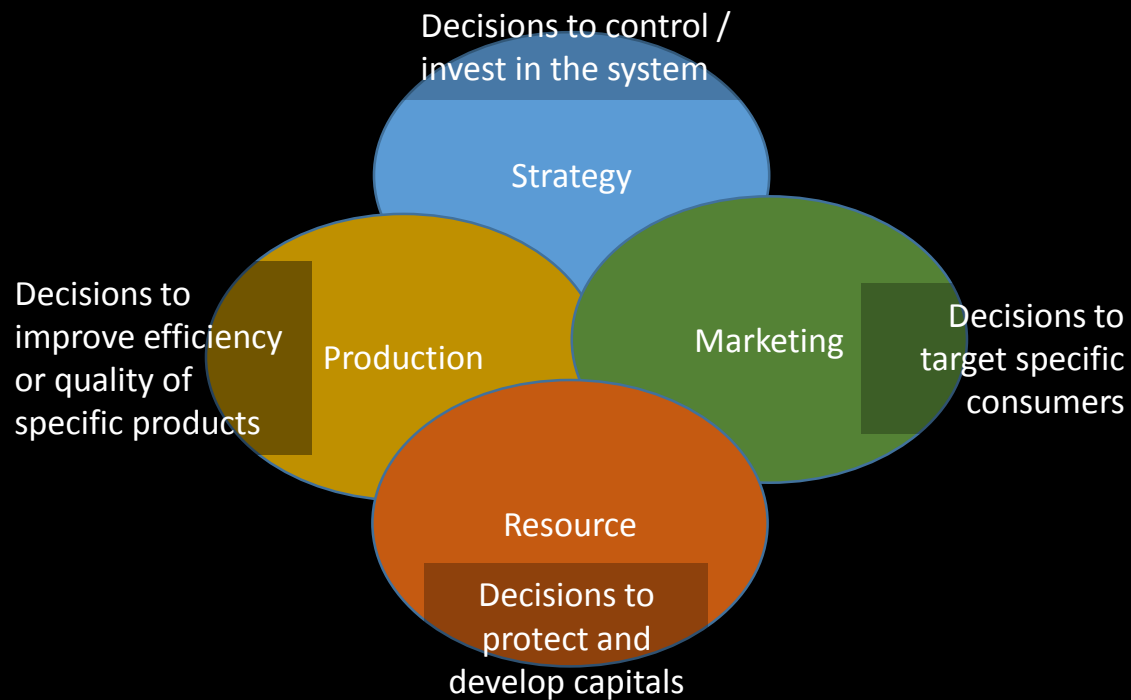 Decisions to control /
invest in the system
Strategy
Decisions to
improve efficiency
or quality of
specific products
Production
Marketing
Decisions to
target specific
consumers
Resource
Decisions to
protect and
develop capitals